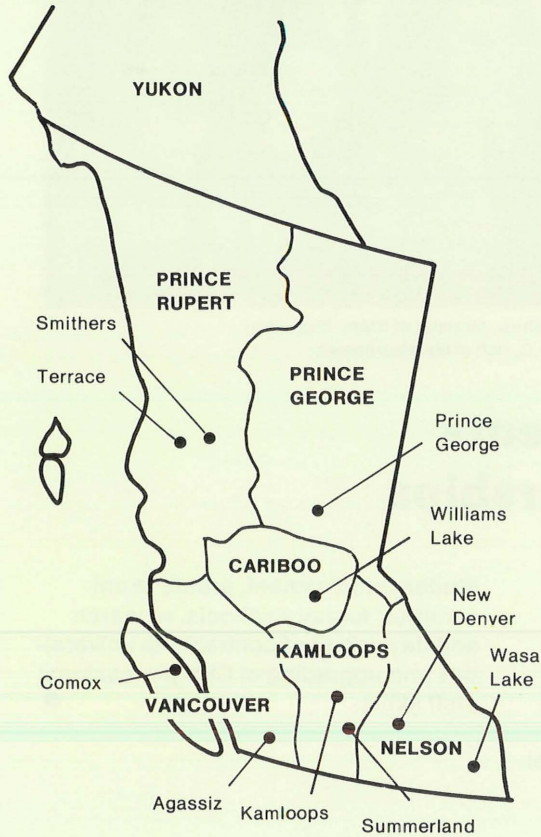 YUKON
PRINCE
RUPERT
Smithers
Terrace
PRINCE
GEORGE
Prince
George
Williams
Lake
CARIBOO
New
Denver
KAMLOOPS
Wasa
Lake
Comox
VANCOUVER
NELSON
Agassiz
Kamloops
Summerland